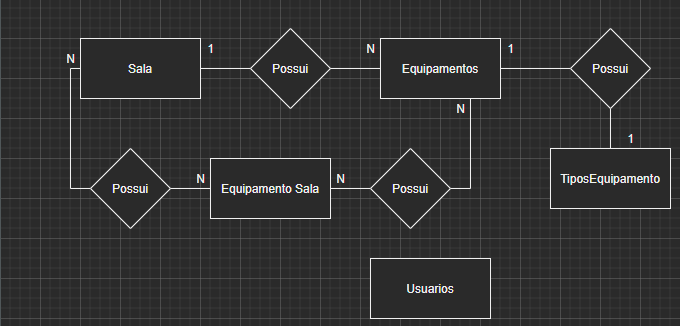 N
Sala
1
Possui
N
Equipamentos
1
Possui
N
1
Possui
N
Equipamento Sala
N
Possui
TiposEquipamento
Usuarios